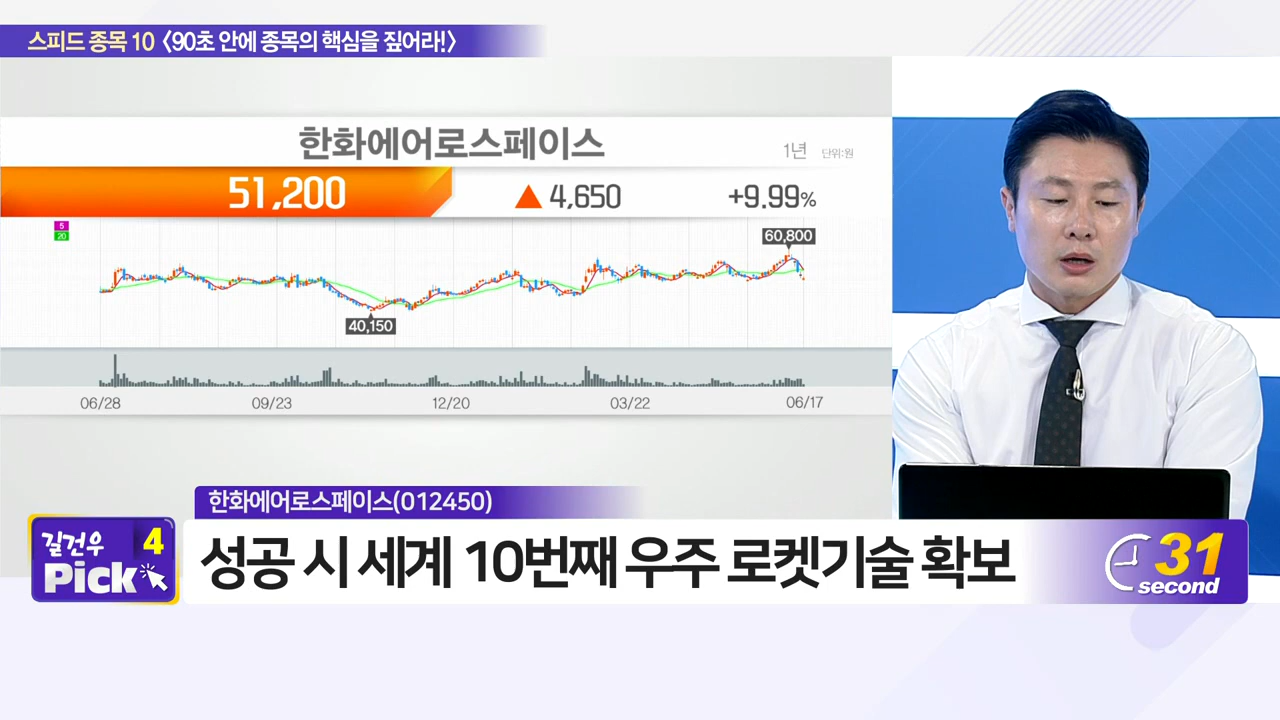 스피드 종목 10 〈90초 안에 종목의 핵심을 짚어라!〉
한화에어로스페이스
1년 단위:원
51,200 ▲ 4,650 +9.99%
5
20
60,800
40,150
06/28 09/23 12/20 03/22 06/17
한화에어로스페이스(012450)
길건우 4
Pick
성공 시 세계 10번째 우주 로켓기술 확보
31
second